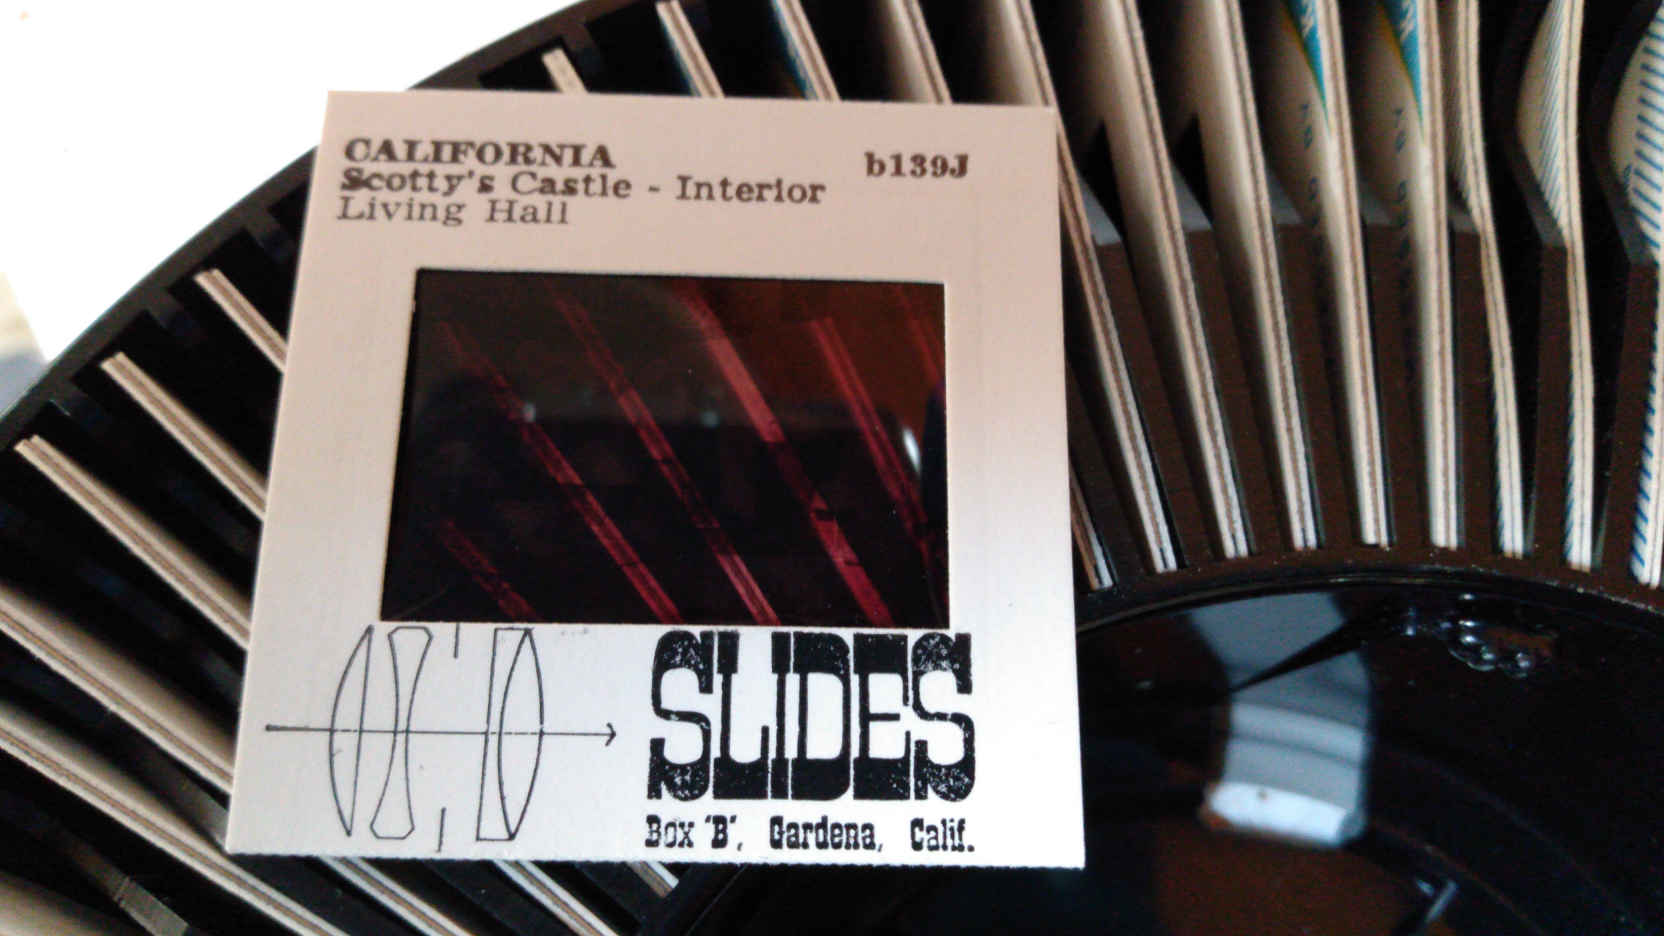 CALIFORNIA b139J
Scotty's Castle - Interior
Living Hall
SLIDES
Box "B", Gardena, Calif.